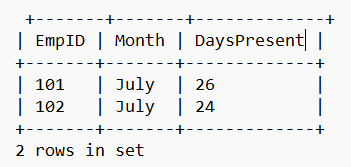 +-------+-------+--------------+
| EmpID | Month | DaysPresent |
+-------+-------+-------------+
| 101 | July | 26 |
| 102 | July | 24 |
+-------+-------+-------------+
2 rows in set